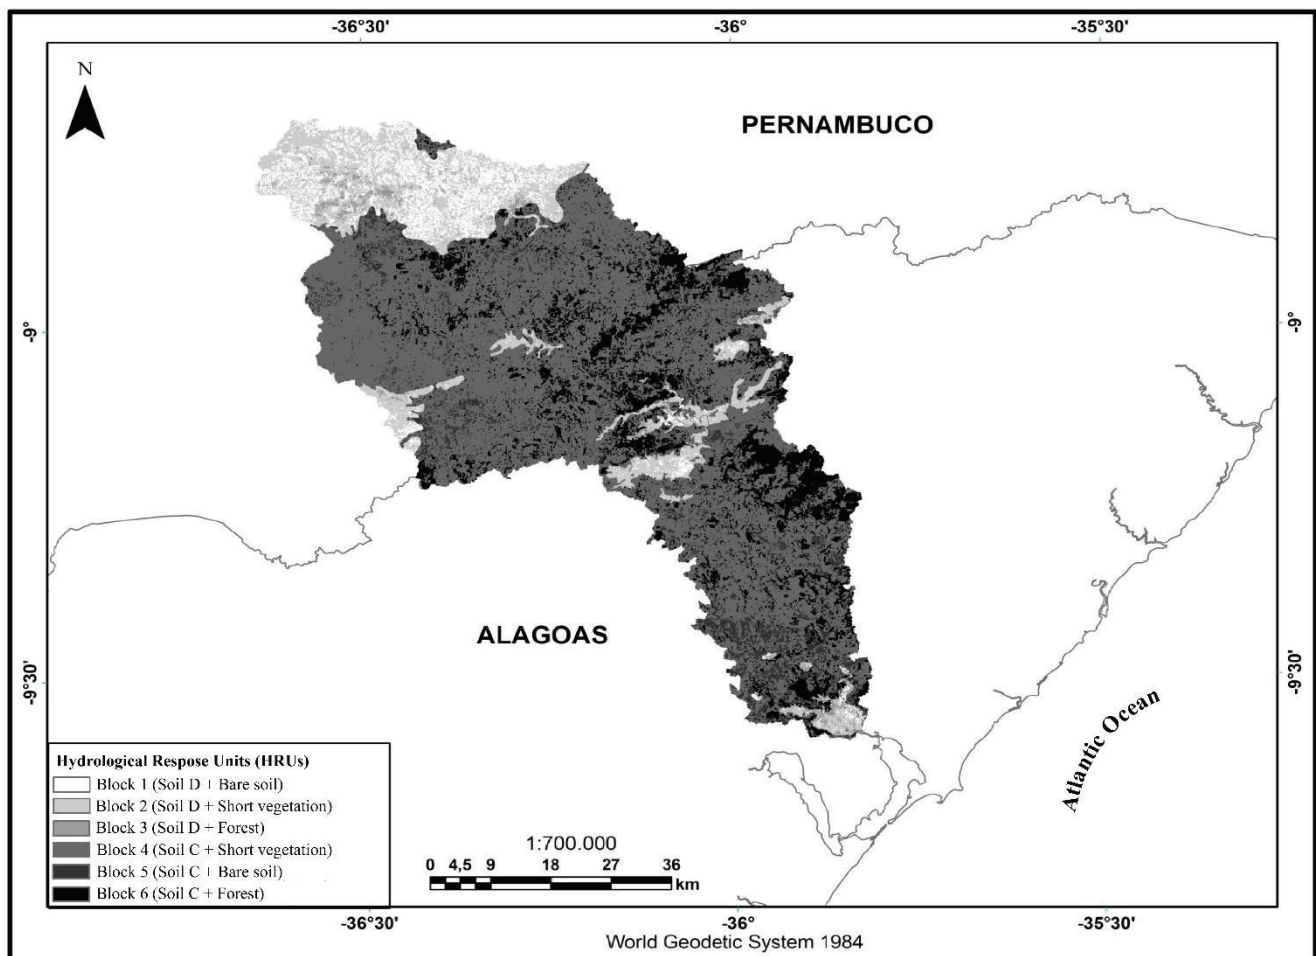 -36°30'
-36°
-35°30'
N
PERNAMBUCO
-9°
-9°
ALAGOAS
-9°30'
-9°30'
Atlantic Ocean
Hydrological Respose Units (HRUs)
Block 1 (Soil D + Bare soil)
Block 2 (Soil D + Short vegetation)
Block 3 (Soil D + Forest)
Block 4 (Soil C + Short vegetation)
Block 5 (Soil C + Bare soil)
Block 6 (Soil C + Forest)
1:700.000
0 4,5 9 18 27 36
km
-36°30'
-36°
-35°30'
World Geodetic System 1984